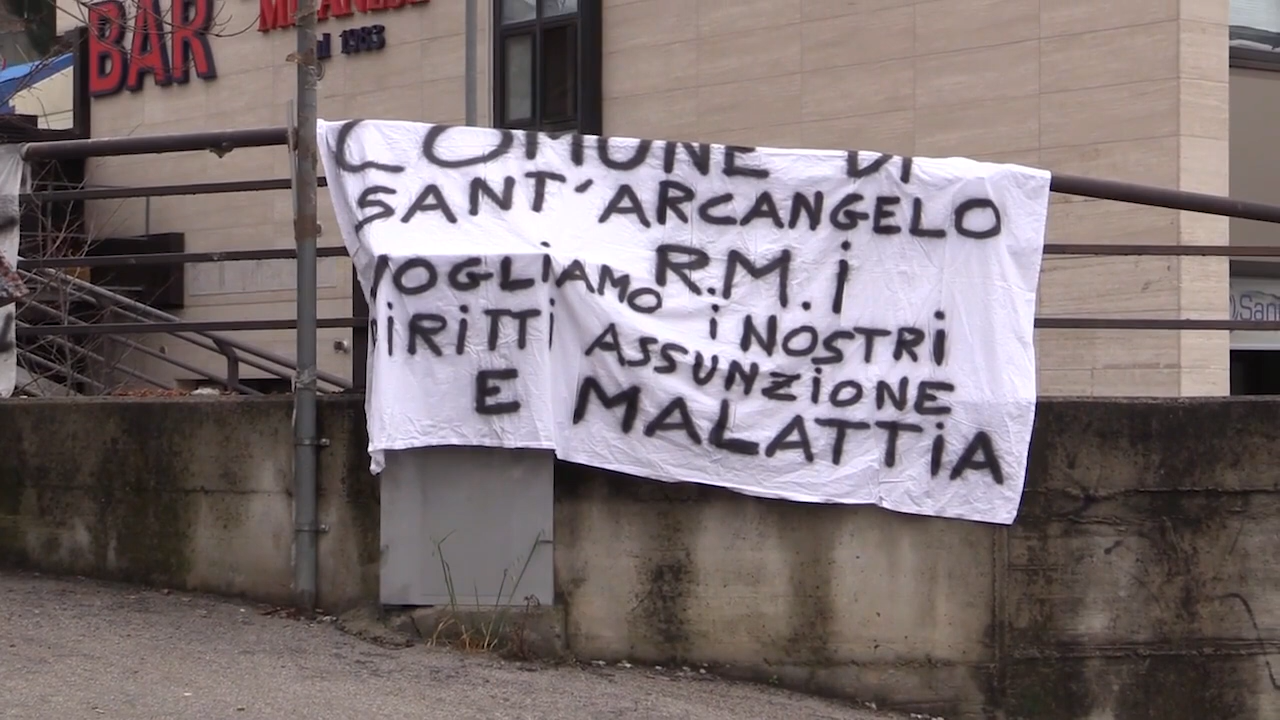 BAR
dal 1983
COMUNE DI
SANT'ARCANGELO
R.M.i
VOGLiAMO i NOSTRi
DiRiTTi ASSUNZiONE
E MALATTiA